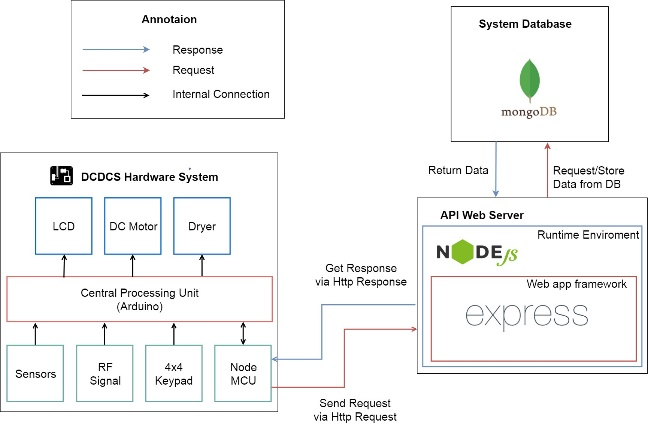 Annotaion
Response
Request
Internal Connection
System Database
mongoDB
Return Data
Request/Store
Data from DB
DCDCS Hardware System
LCD
DC Motor
Dryer
Central Processing Unit
(Arduino)
Sensors
RF
Signal
4x4
Keypad
Node
MCU
Get Response
via Http Response
Send Request
via Http Request
API Web Server
Runtime Enviroment
NODE JS
Web app framework
express